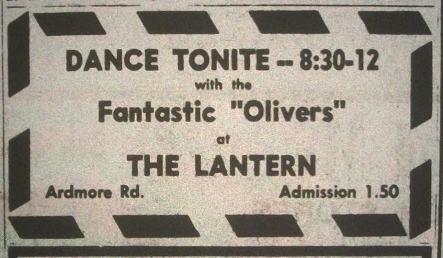 DANCE TONITE -- 8:30-12
with the
Fantastic "Olivers"
at
THE LANTERN
Ardmore Rd. Admission 1.50